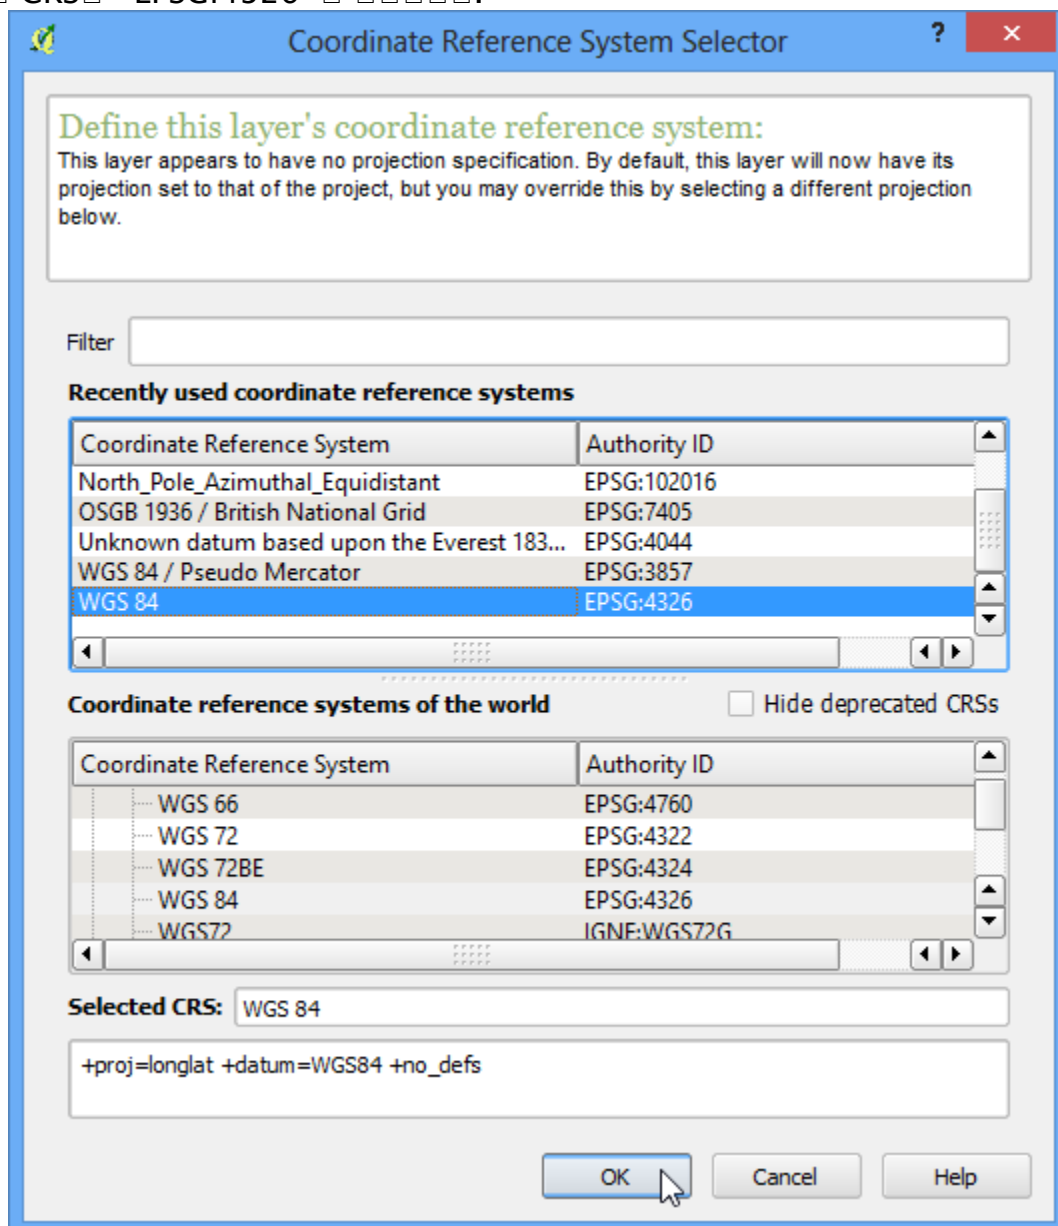 CRS EPSG:4326
Coordinate Reference System Selector
?
Define this layer's coordinate reference system:
This layer appears to have no projection specification. By default, this layer will now have its
projection set to that of the project, but you may override this by selecting a different projection
below.
Filter
Recently used coordinate reference systems
Coordinate Reference System Authority ID
North_Pole_Azimuthal_Equidistant EPSG:102016
OSGB 1936 / British National Grid EPSG:7405
Unknown datum based upon the Everest 183... EPSG:4044
WGS 84 / Pseudo Mercator EPSG:3857
WGS 84 EPSG:4326
Coordinate reference systems of the world Hide deprecated CRSs
Coordinate Reference System Authority ID
WGS 66 EPSG:4760
WGS 72 EPSG:4322
WGS 72BE EPSG:4324
WGS 84 EPSG:4326
WGS72 IGNF:WGS72G
Selected CRS: WGS 84
+proj=longlat +datum=WGS84 +no_defs
OK Cancel Help